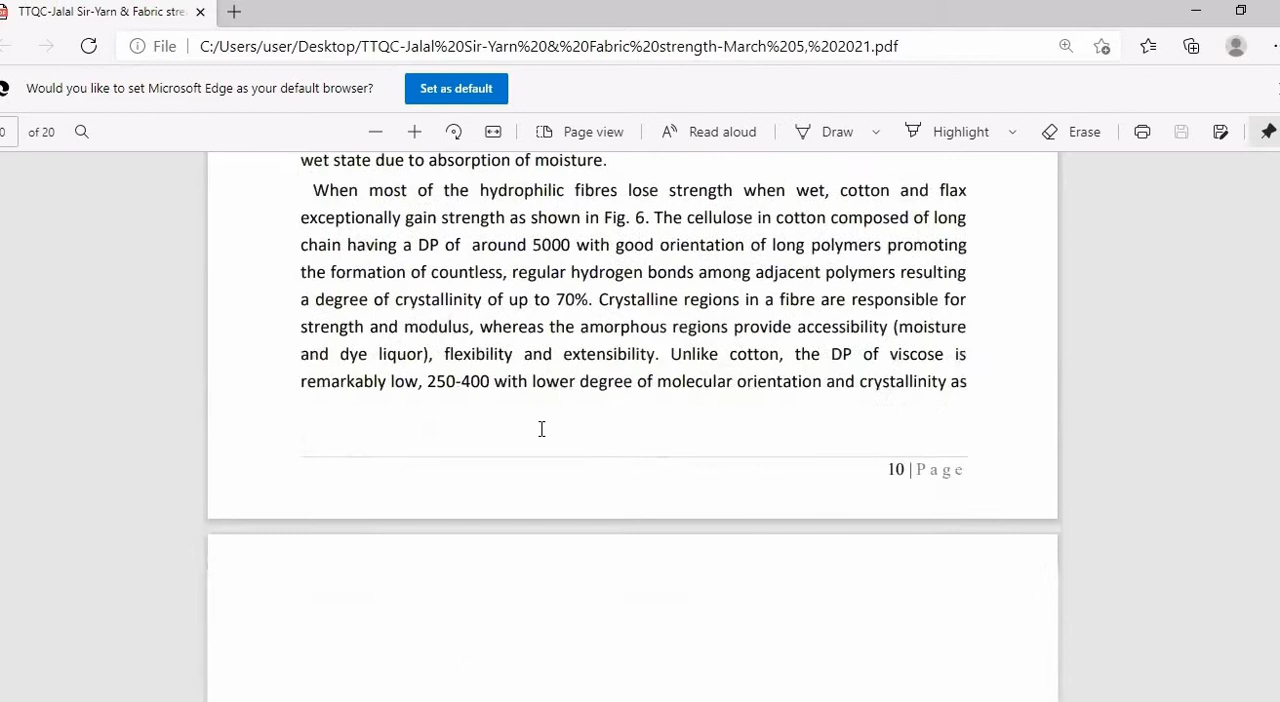 TTQC-Jalal Sir-Yarn & Fabric stre
File C:/Users/user/Desktop/TTQC-Jalal%20Sir-Yarn%20&%20Fabric%20strength-March%205,%202021.pdf
Would you like to set Microsoft Edge as your default browser? Set as default
0 of 20 Page view Read aloud Draw Highlight Erase
wet state due to absorption of moisture.
When most of the hydrophilic fibres lose strength when wet, cotton and flax
exceptionally gain strength as shown in Fig. 6. The cellulose in cotton composed of long
chain having a DP of around 5000 with good orientation of long polymers promoting
the formation of countless, regular hydrogen bonds among adjacent polymers resulting
a degree of crystallinity of up to 70%. Crystalline regions in a fibre are responsible for
strength and modulus, whereas the amorphous regions provide accessibility (moisture
and dye liquor), flexibility and extensibility. Unlike cotton, the DP of viscose is
remarkably low, 250-400 with lower degree of molecular orientation and crystallinity as
10 | P a g e